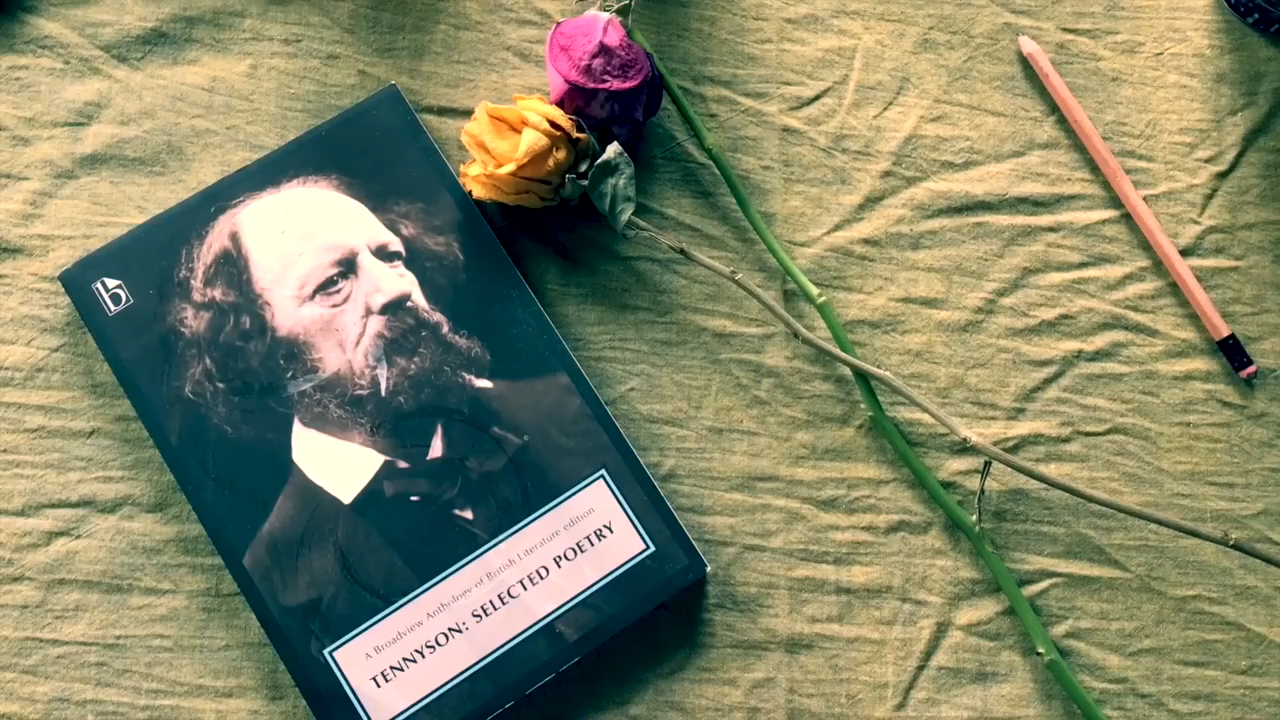 b
A Broadview Anthology of British Literature edition
TENNYSON: SELECTED POETRY